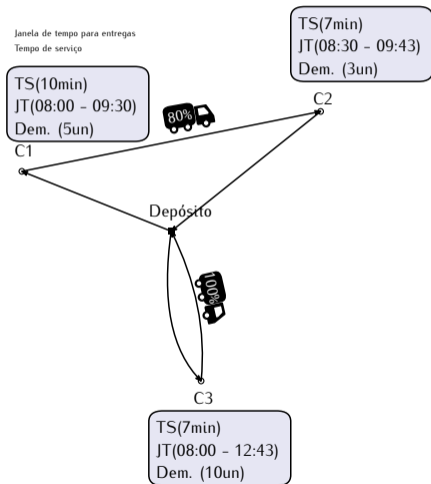 Janela de tempo para entregas
Tempo de serviço
TS(7min)
JT(08:30 - 09:43)
Dem. (3un)
C2
TS(10min)
JT(08:00 - 09:30)
Dem. (5un)
C1
80%
Depósito
100%
C3
TS(7min)
JT(08:00 - 12:43)
Dem. (10un)